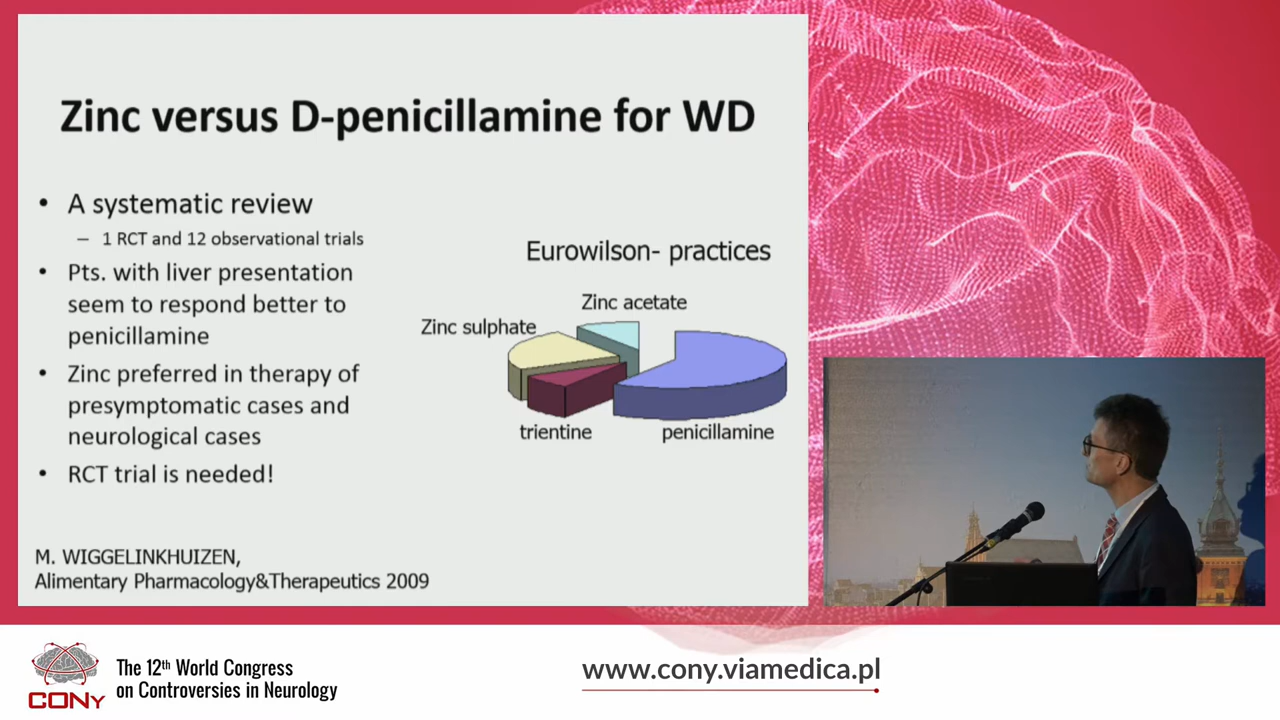 Zinc versus D-penicillamine for WD
• A systematic review
– 1 RCT and 12 observational trials
• Pts. with liver presentation
seem to respond better to
penicillamine
• Zinc preferred in therapy of
presymptomatic cases and
neurological cases
• RCT trial is needed!
Eurowilson- practices
Zinc acetate
Zinc sulphate
trientine
penicillamine
M. WIGGELINKHUIZEN,
Alimentary Pharmacology&Therapeutics 2009
CONy
The 12th World Congress
on Controversies in Neurology
www.cony.viamedica.pl